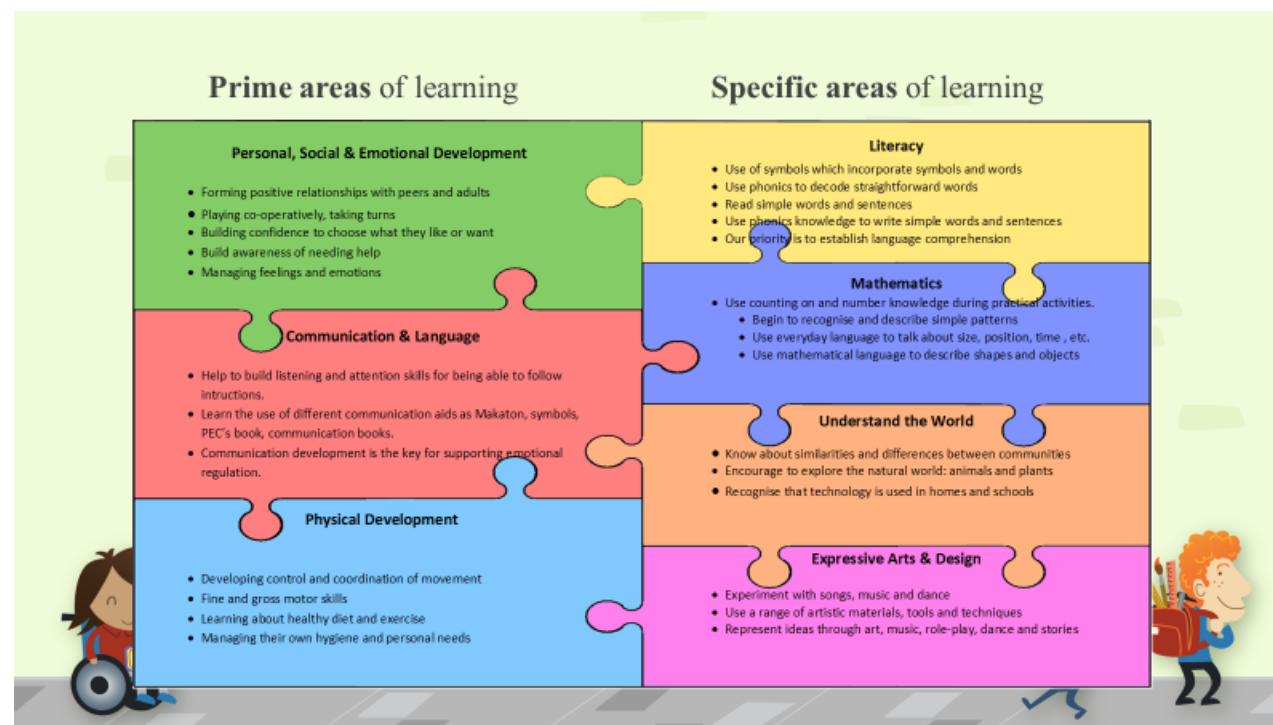 Prime areas of learning
Personal, Social & Emotional Development
• Forming positive relationships with peers and adults
• Playing co-operatively, taking turns
• Building confidence to choose what they like or want
• Build awareness of needing help
• Managing feelings and emotions
Communication & Language
• Help to build listening and attention skills for being able to follow
intructions.
• Learn the use of different communication aids as Makaton, symbols,
PEC's book, communication books.
• Communication development is the key for supporting emotional
regulation.
Physical Development
• Developing control and coordination of movement
• Fine and gross motor skills
• Learning about healthy diet and exercise
• Managing their own hygiene and personal needs
Specific areas of learning
Literacy
• Use of symbols which incorporate symbols and words
• Use phonics to decode straightforward words
• Read simple words and sentences
• Use phonics knowledge to write simple words and sentences
• Our priority is to establish language comprehension
Mathematics
• Use counting on and number knowledge during practical activities.
• Begin to recognise and describe simple patterns
• Use everyday language to talk about size, position, time , etc.
• Use mathematical language to describe shapes and objects
Understand the World
• Know about similarities and differences between communities
• Encourage to explore the natural world: animals and plants
• Recognise that technology is used in homes and schools
Expressive Arts & Design
• Experiment with songs, music and dance
• Use a range of artistic materials, tools and techniques
• Represent ideas through art, music, role-play, dance and stories